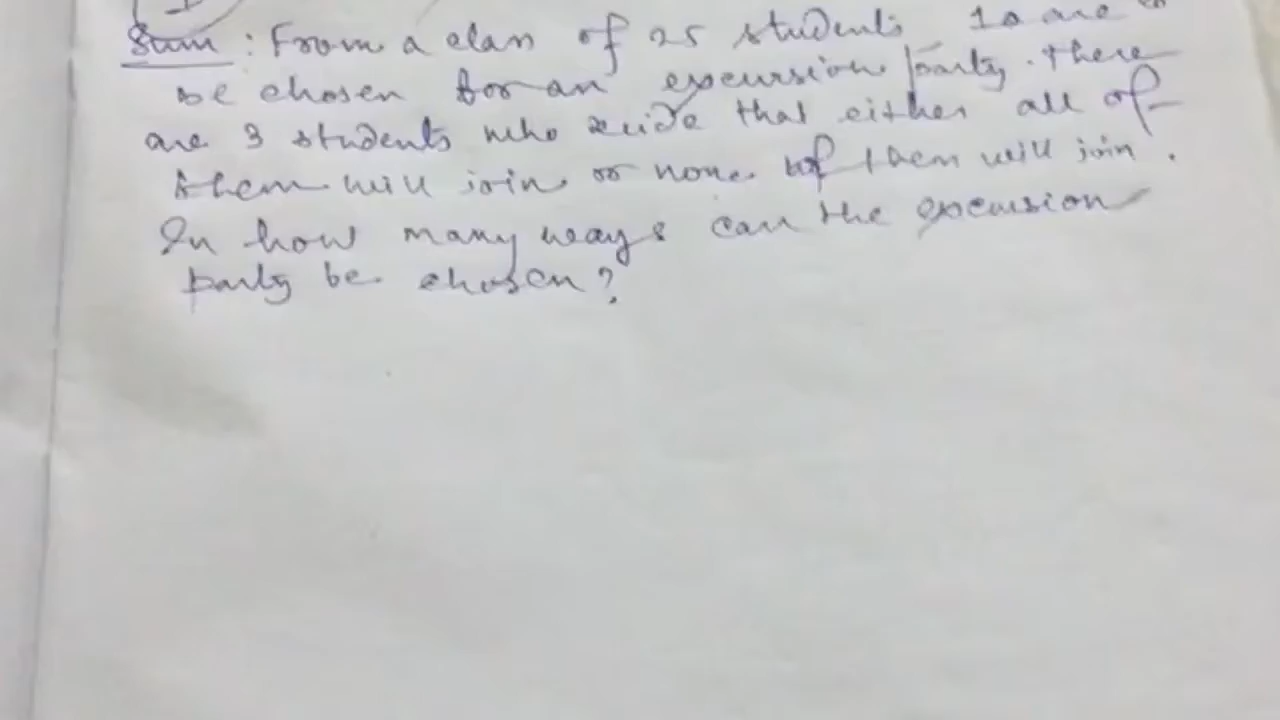 Sum : From a class of 25 students 10 are to
be chosen for an excursion party. There
are 3 students who decide that either all of
them will join or none of them will join.
In how many ways can the excursion
party be chosen?